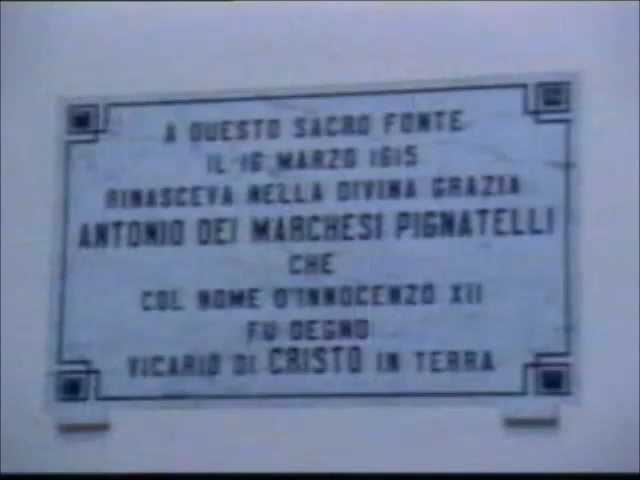 A QUESTO SACRO FONTE
IL 16 MARZO 1615
RINASCEVA NELLA DIVINA GRAZIA
ANTONIO DEI MARCHESI PIGNATELLI
CHE
COL NOME D'INNOCENZO XII
FU DEGNO
VICARIO DI CRISTO IN TERRA